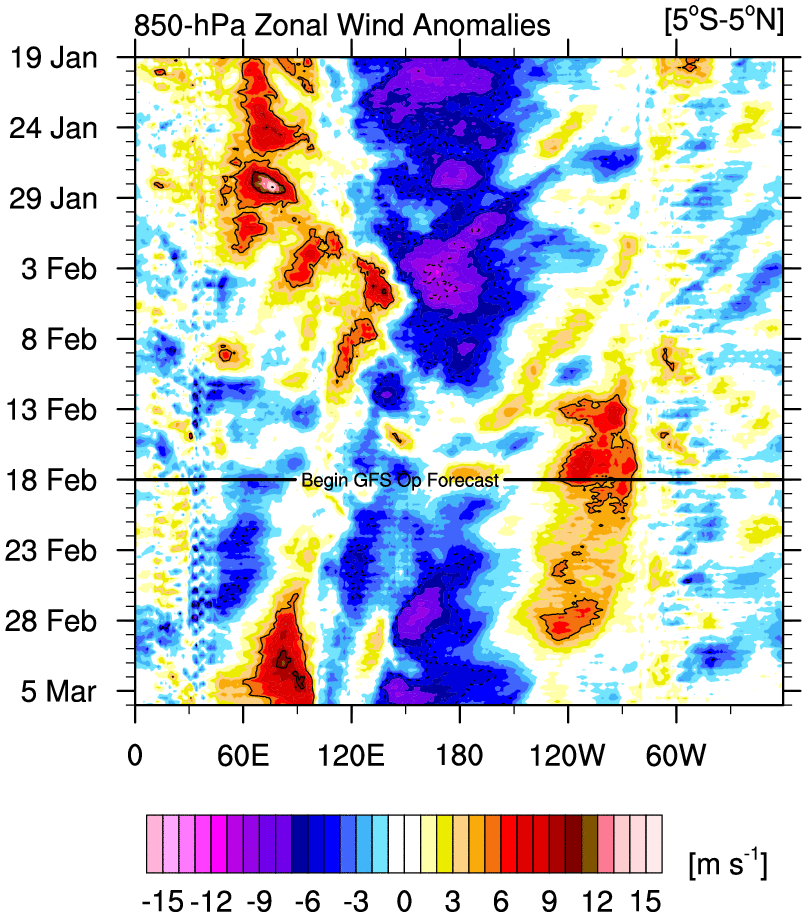 850-hPa Zonal Wind Anomalies [5°S-5°N]
19 Jan
24 Jan
29 Jan
3 Feb
8 Feb
13 Feb
18 Feb
Begin GFS Op Forecast
23 Feb
28 Feb
5 Mar
0 60E 120E 180 120W 60W
-15 -12 -9 -6 -3 0 3 6 9 12 15 [m s⁻¹]